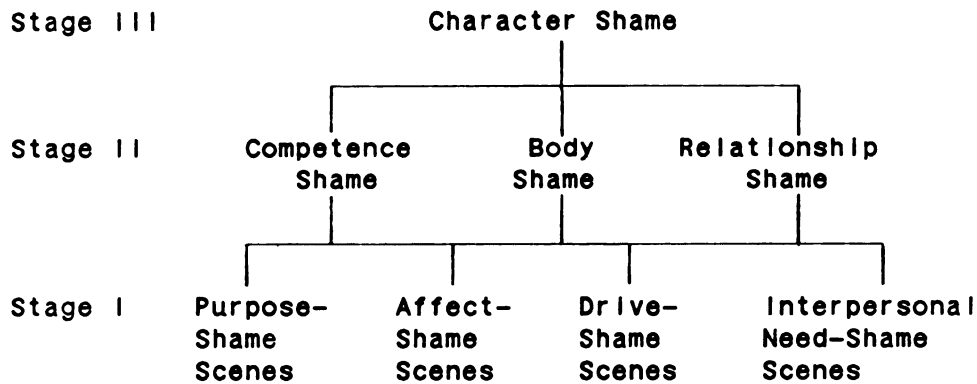 Stage III Character Shame
Stage II Competence Body Relationship
Shame Shame Shame
Stage I Purpose- Affect- Drive- Interpersonal
Shame Shame Shame Need-Shame
Scenes Scenes Scenes Scenes